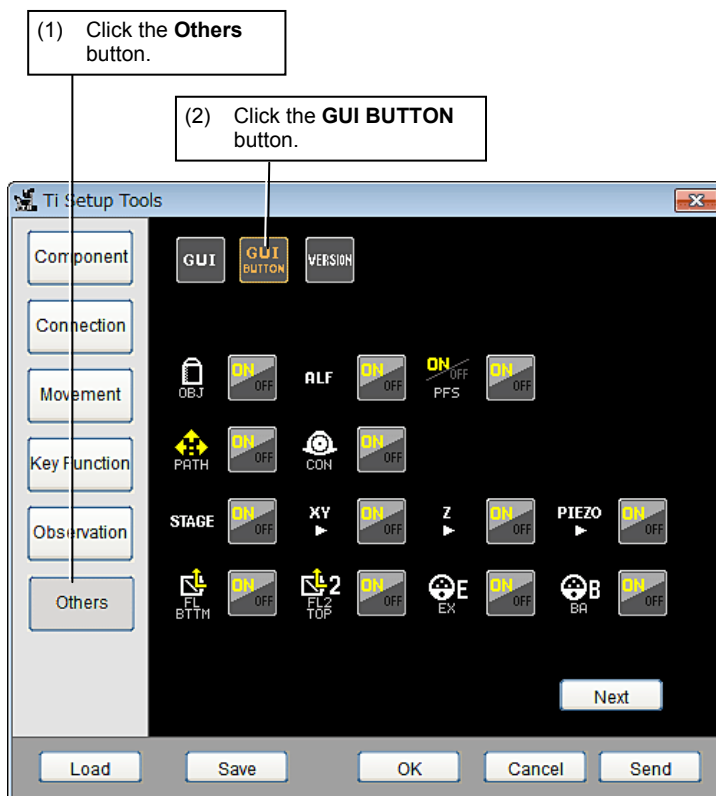 (1) Click the Others
button.
(2) Click the GUI BUTTON
button.
Ti Setup Tools
Component
Connection
Movement
Key Function
Observation
Others
GUI
GUI
BUTTON
VERSION
OBJ
ON
OFF
ALF
ON
OFF
ON
OFF
PFS
ON
OFF
PATH
ON
OFF
CON
ON
OFF
STAGE
ON
OFF
XY
ON
OFF
Z
ON
OFF
PIEZO
ON
OFF
FL
BTTM
ON
OFF
2
FL2
TOP
ON
OFF
E
EX
ON
OFF
B
BA
ON
OFF
Next
Load
Save
OK
Cancel
Send